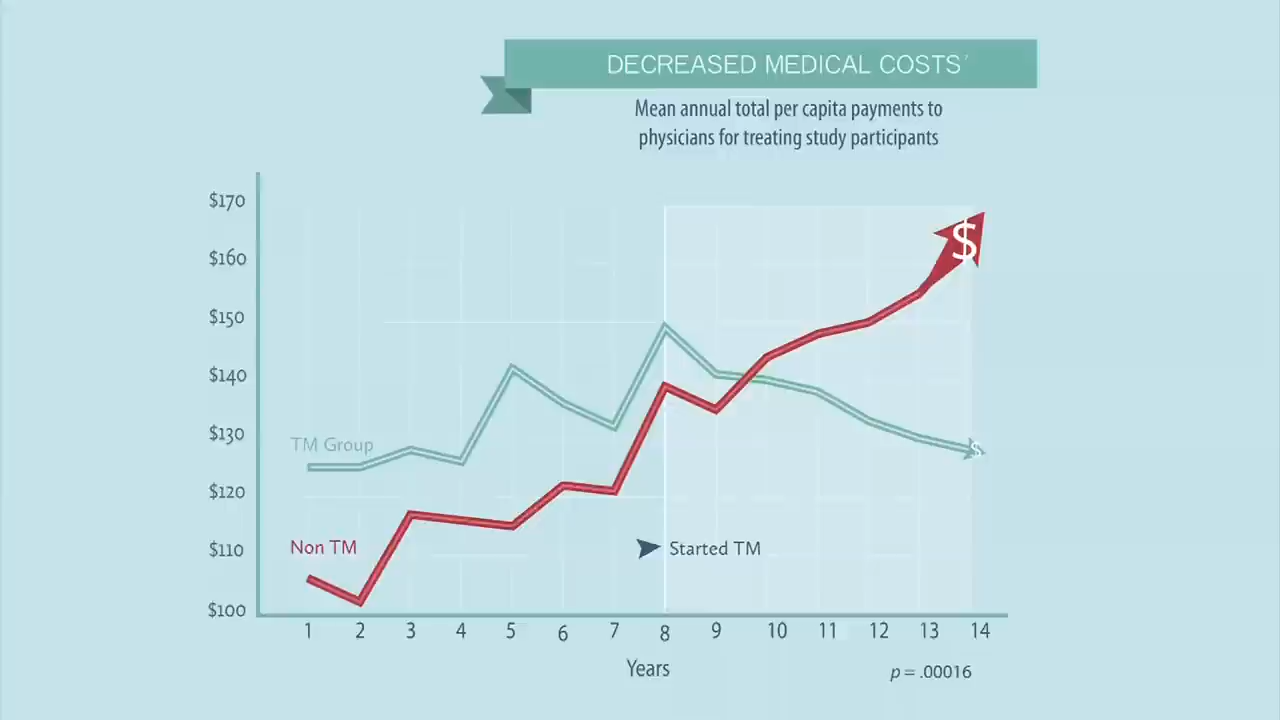 DECREASED MEDICAL COSTS
Mean annual total per capita payments to
physicians for treating study participants
$170
$160
$150
$140
$130
$120
$110
$100
TM Group
Non TM
Started TM
$
$
1 2 3 4 5 6 7 8 9 10 11 12 13 14
Years
p = .00016